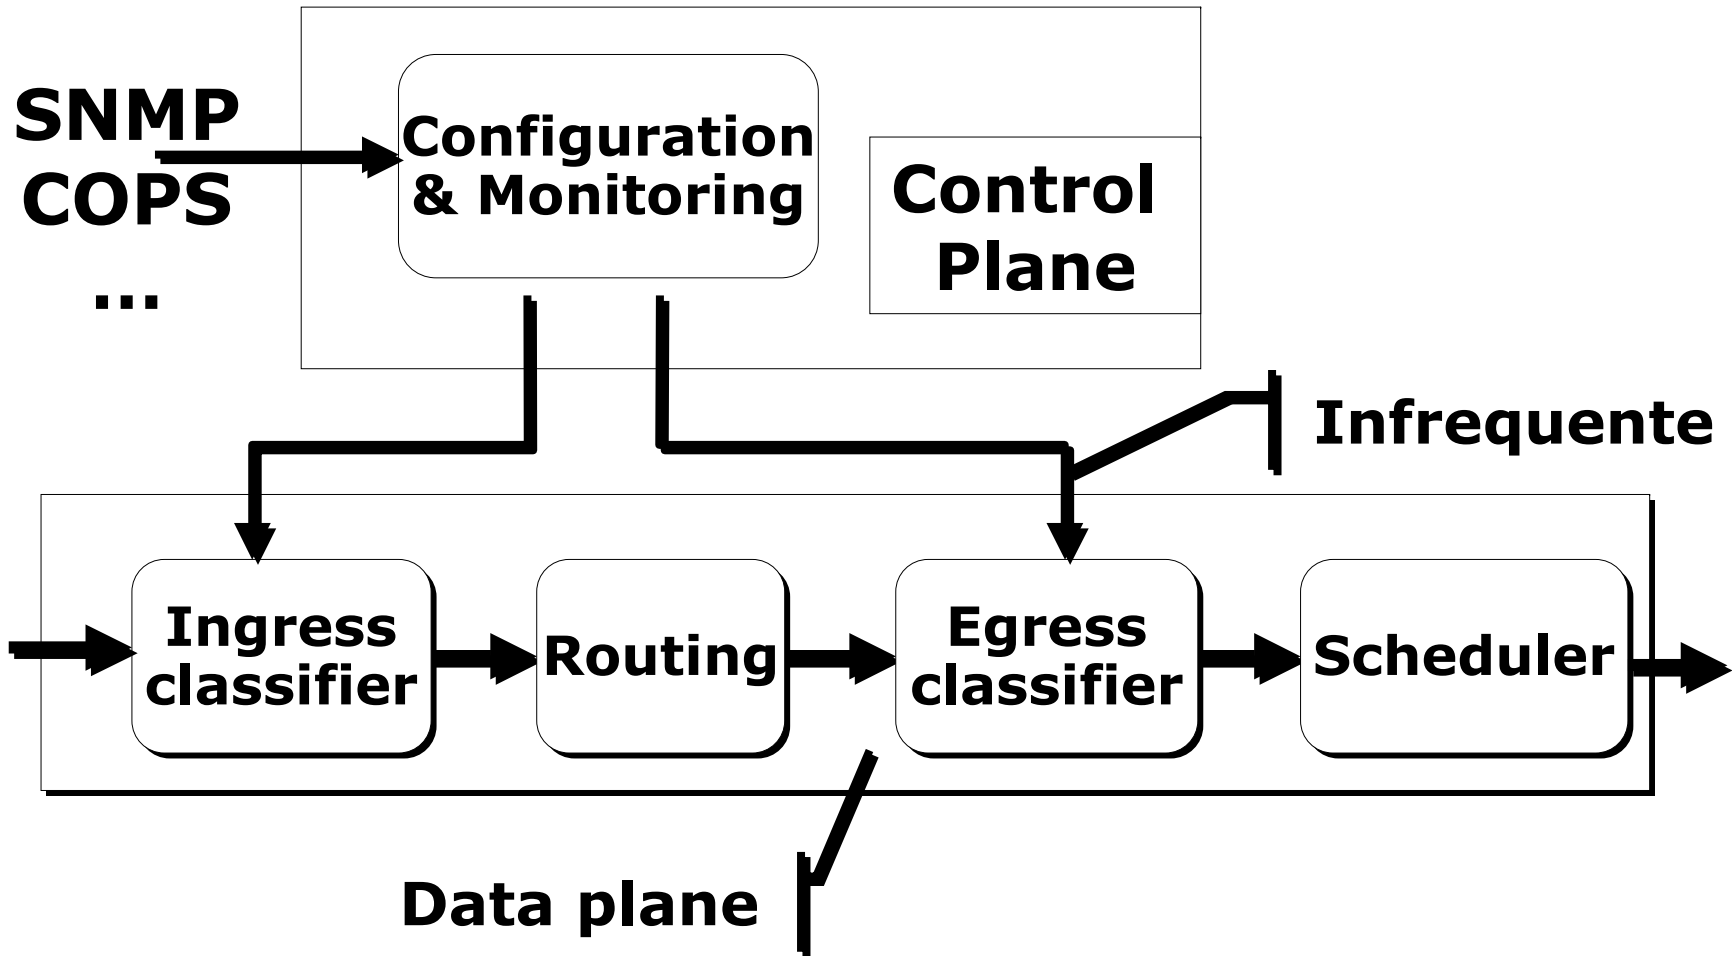 SNMP
COPS
...
Configuration
& Monitoring
Control
Plane
Infrequente
Ingress
classifier
Routing
Egress
classifier
Scheduler
Data plane